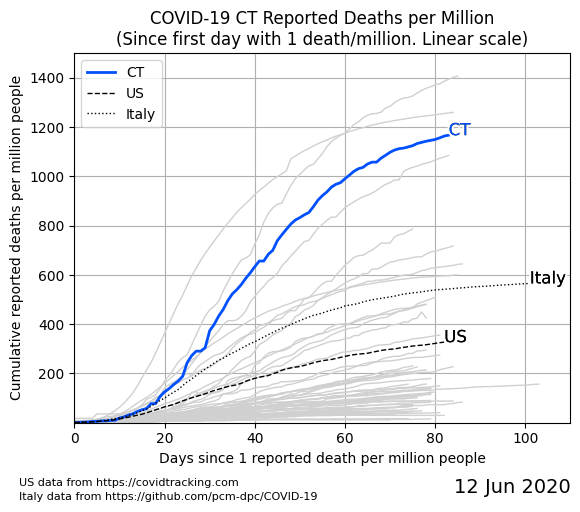 COVID-19 CT Reported Deaths per Million
(Since first day with 1 death/million. Linear scale)
Cumulative reported deaths per million people
1400
1200
1000
800
600
400
200
CT
US
Italy
CT
Italy
US
0
20
40
60
80
100
Days since 1 reported death per million people
US data from https://covidtracking.com
Italy data from https://github.com/pcm-dpc/COVID-19
12 Jun 2020